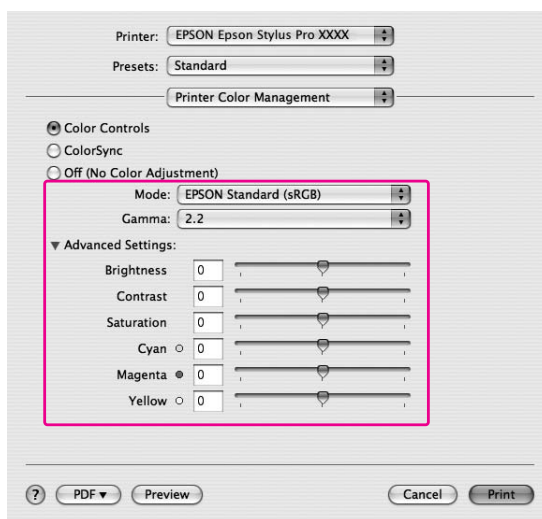 Printer: EPSON Epson Stylus Pro XXXX
Presets: Standard
Printer Color Management
Color Controls
ColorSync
Off (No Color Adjustment)
Mode: EPSON Standard (sRGB)
Gamma: 2.2
Advanced Settings:
Brightness 0
Contrast 0
Saturation 0
Cyan 0
Magenta 0
Yellow 0
? PDF Preview Cancel Print